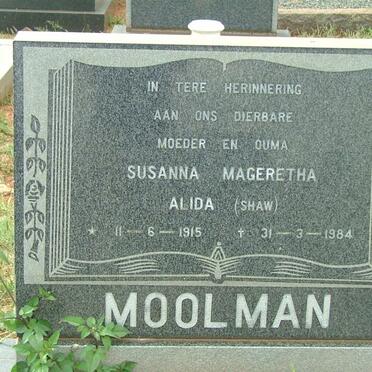 IN TERE HERINNERING
AAN ONS DIERBARE
MOEDER EN OUMA
SUSANNA MAGERETHA
ALIDA (SHAW)
* 11-6-1915 ✝ 31-3-1984
MOOLMAN